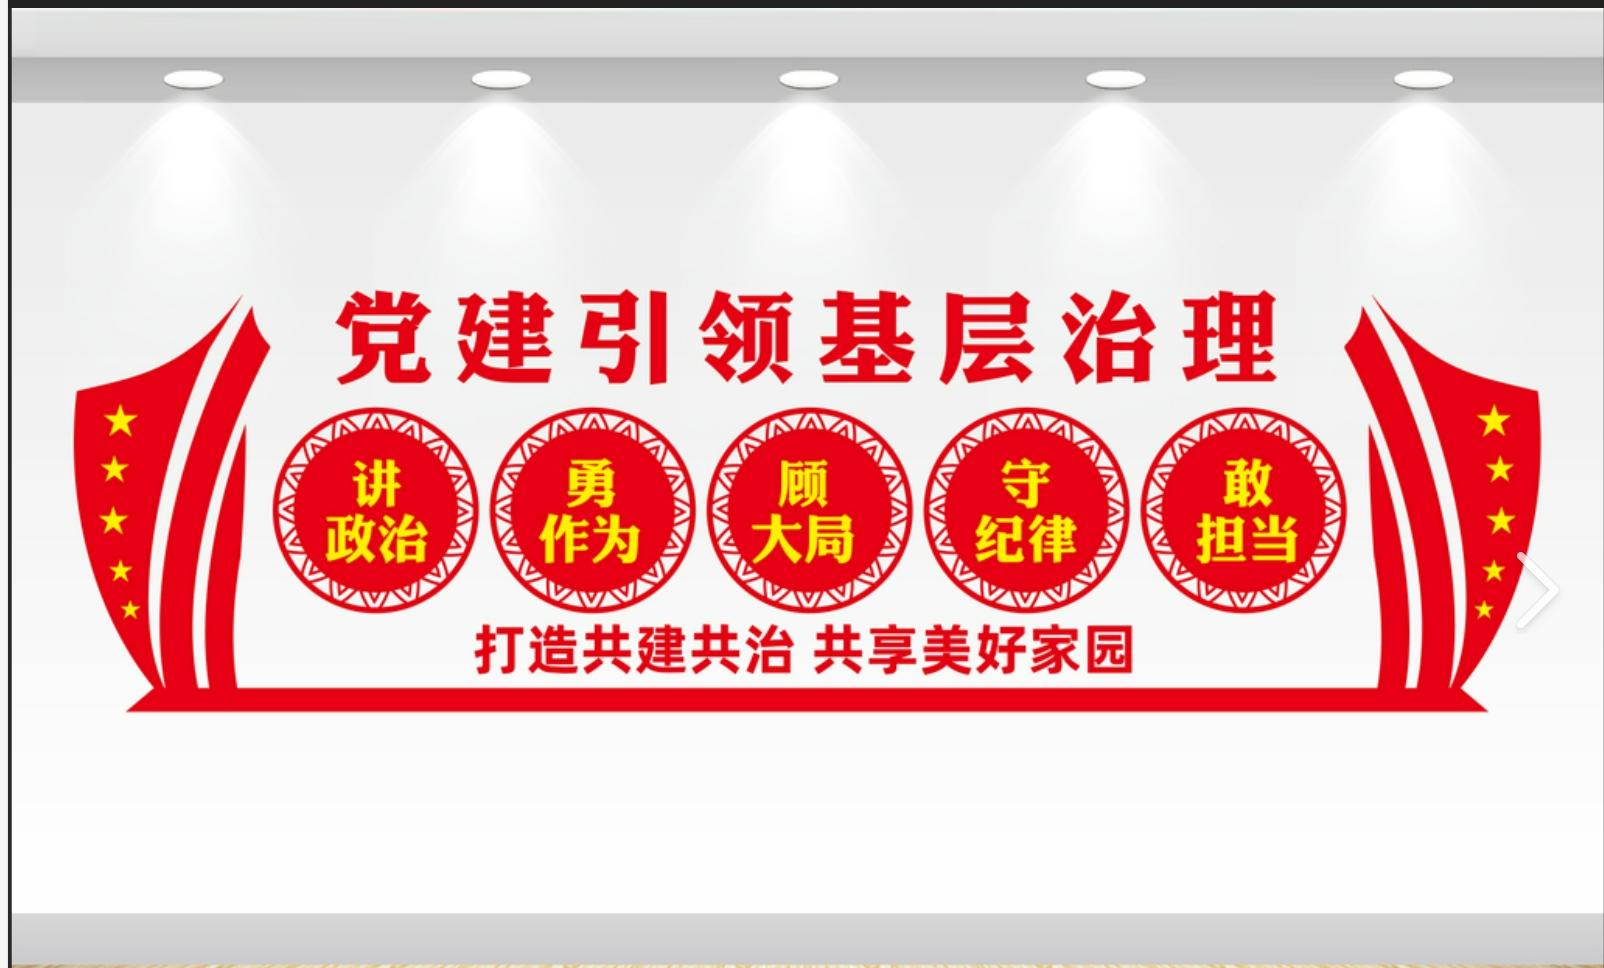 党建引领基层治理
讲
政治
勇
作为
顾
大局
守
纪律
敢
担当
打造共建共治 共享美好家园